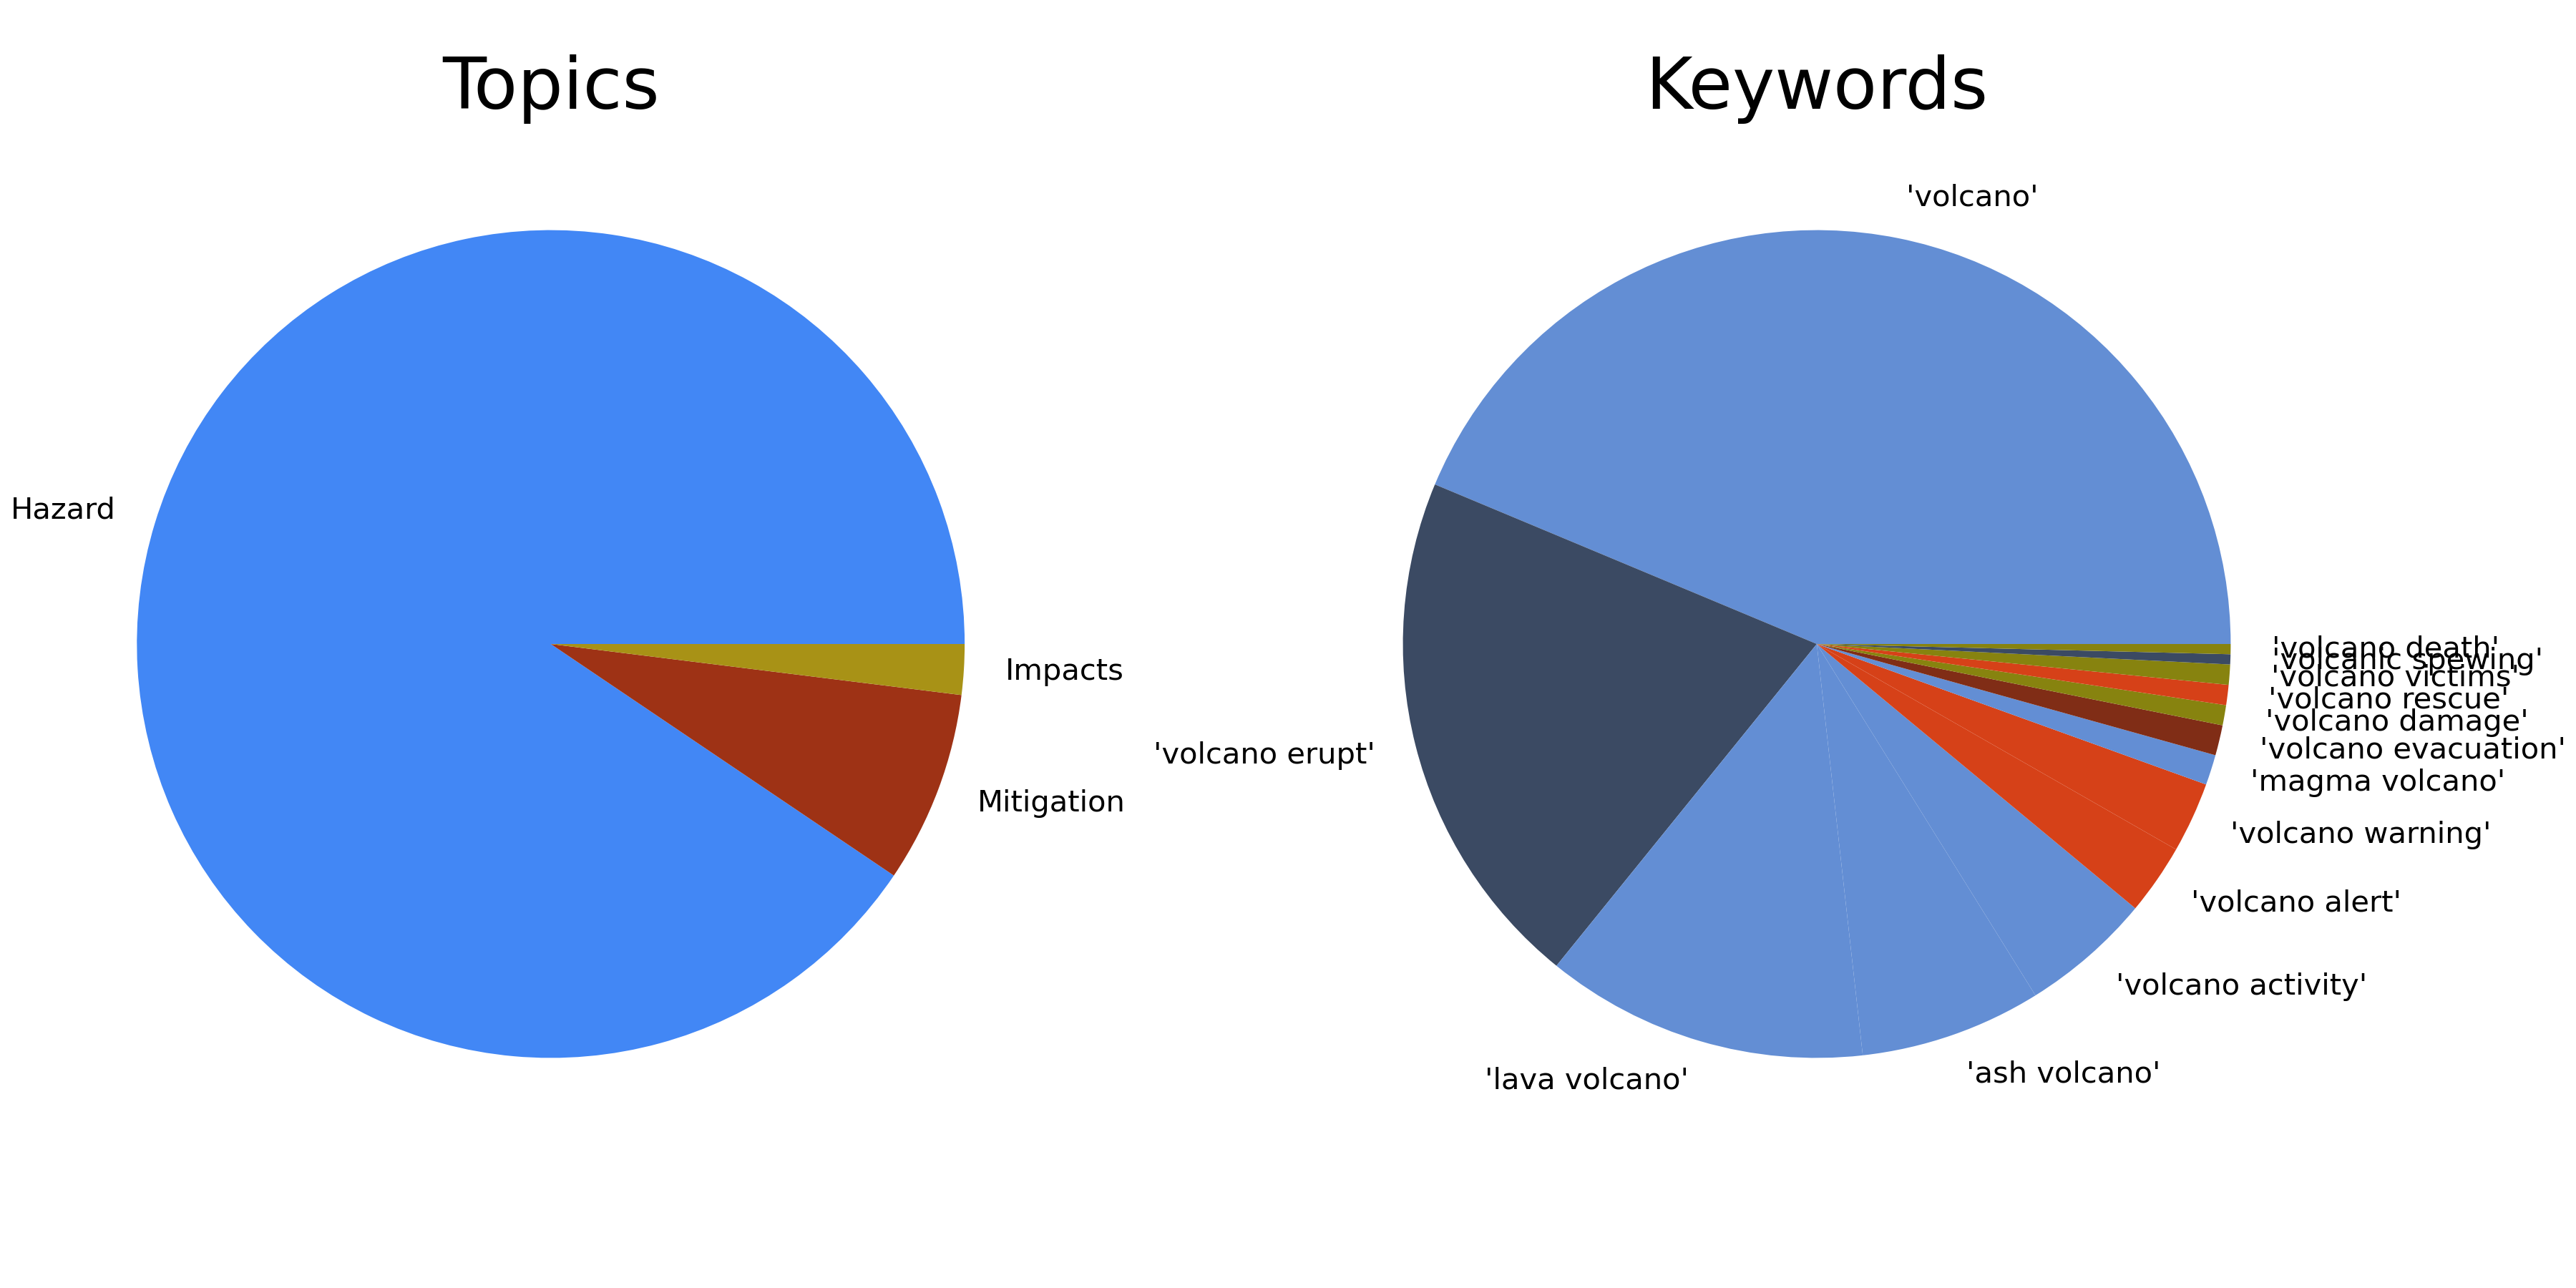 Topics
Hazard
Impacts
Mitigation
Keywords
'volcano'
'volcano erupt'
'lava volcano'
'ash volcano'
'volcano activity'
'volcano alert'
'volcano warning'
'magma volcano'
'volcano evacuation'
'volcano damage'
'volcano rescue'
'volcano victims'
'volcanic spewing'
'volcano death'